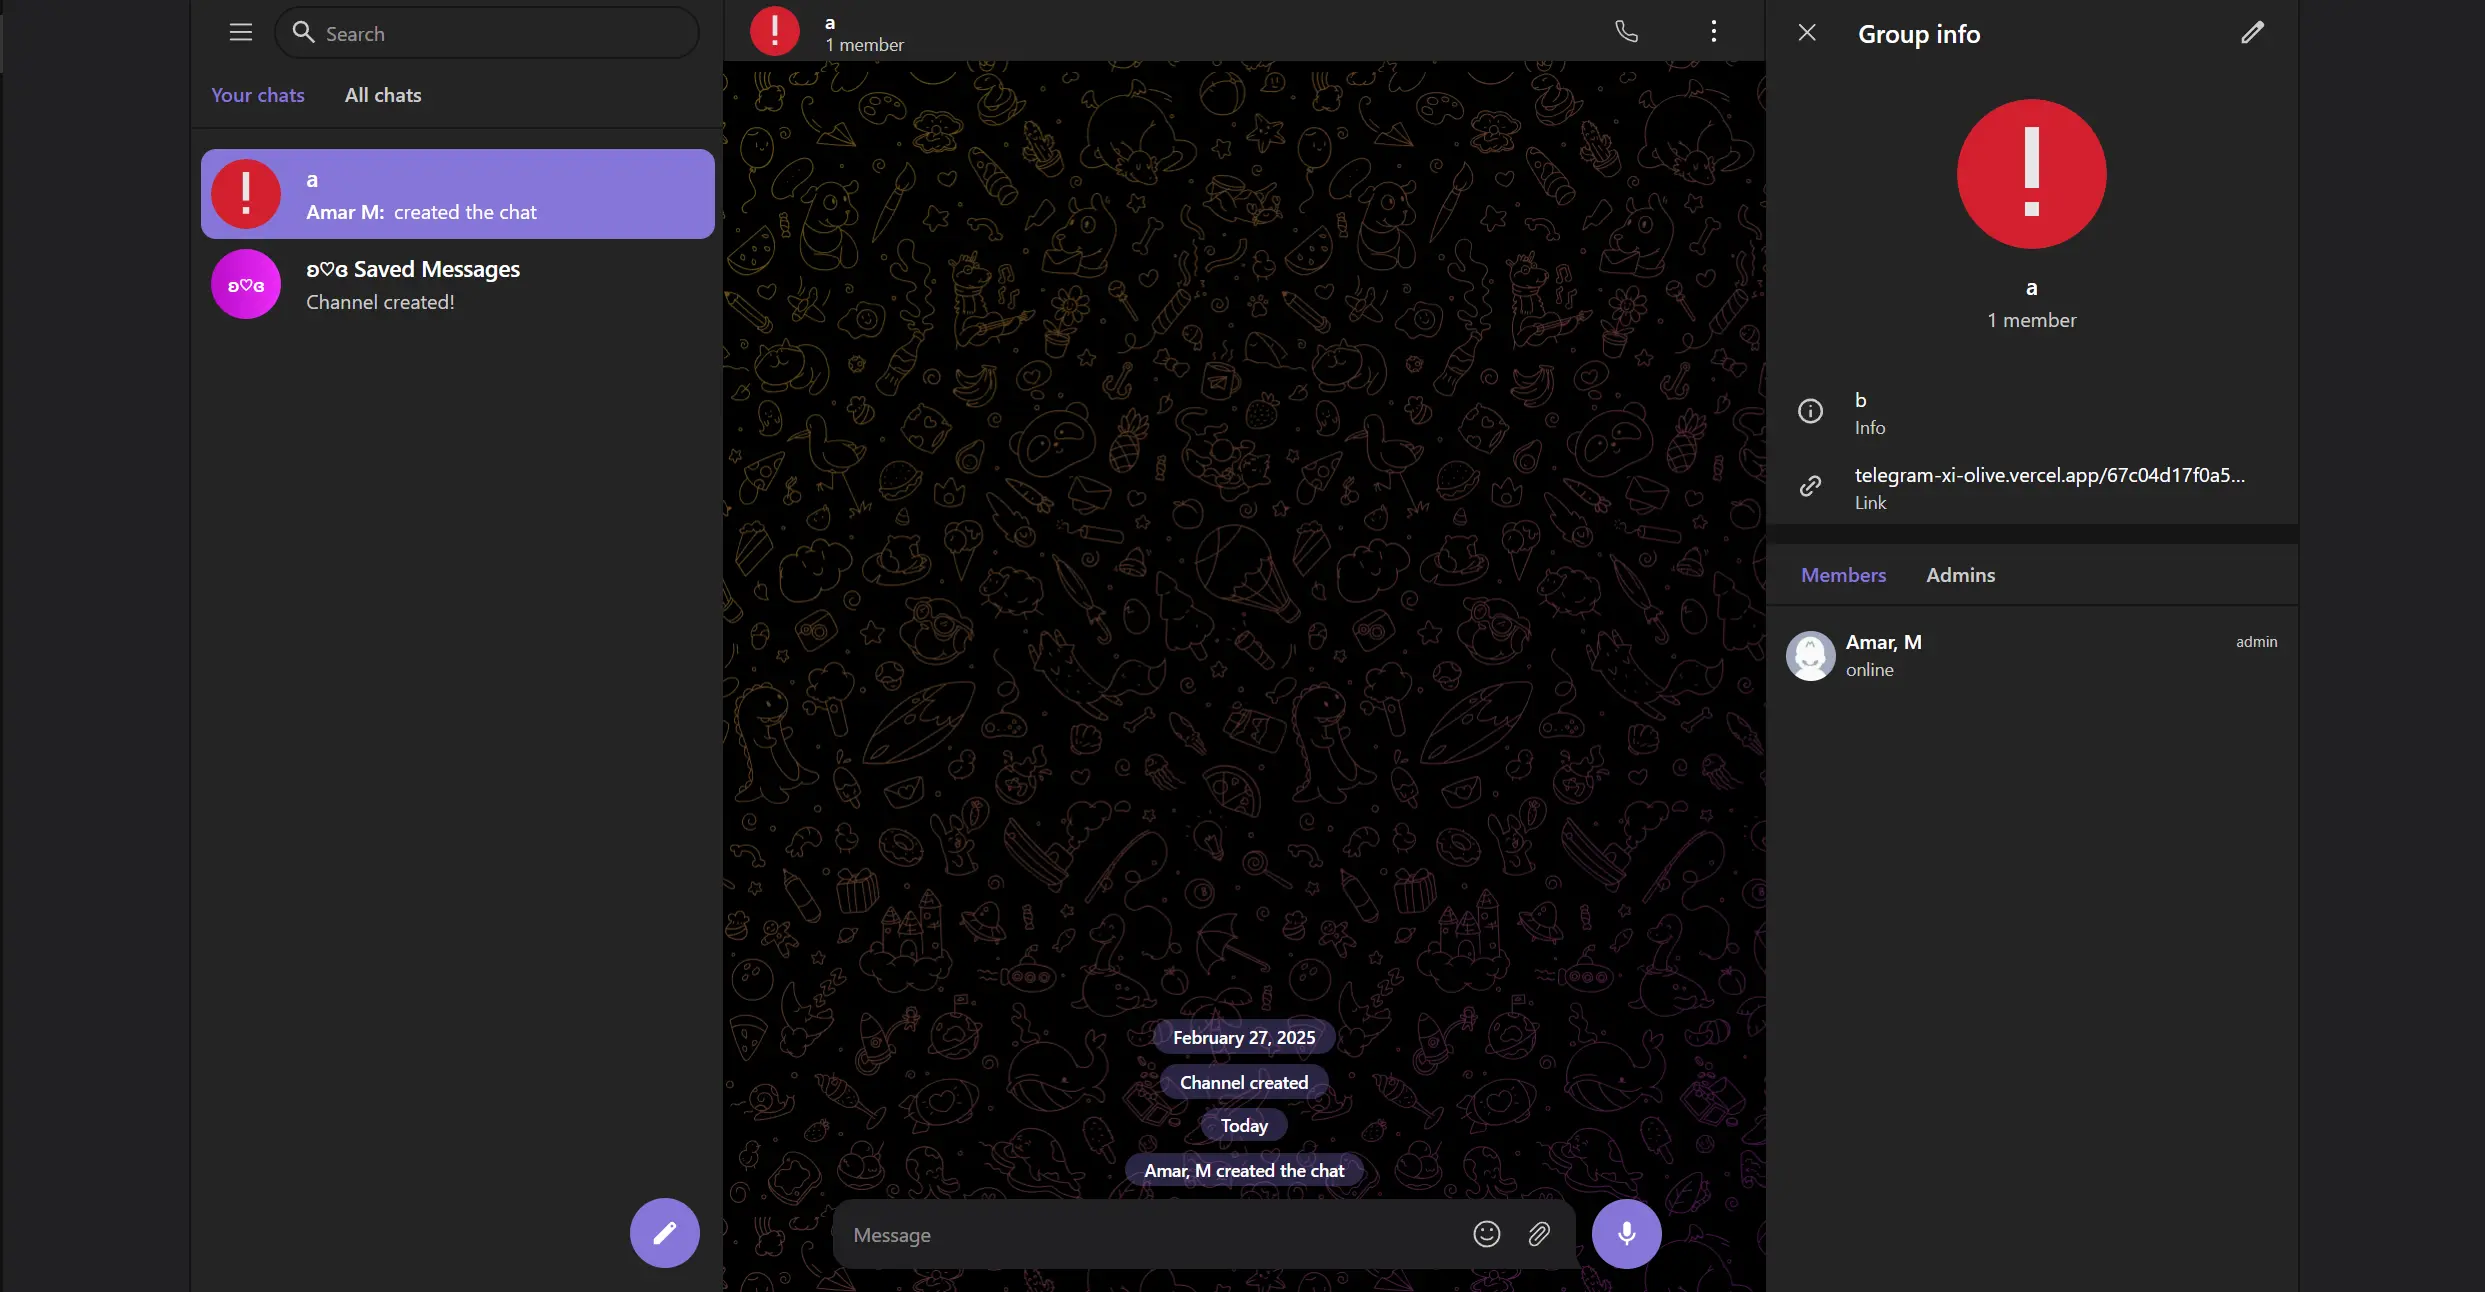 Search
Your chats
All chats
a
Amar M: created the chat
ʚ♡ɞ
ʚ♡ɞ Saved Messages
Channel created!
a
1 member
February 27, 2025
Channel created
Today
Amar, M created the chat
Message
Group info
a
1 member
b
Info
telegram-xi-olive.vercel.app/67c04d17f0a5...
Link
Members
Admins
Amar, M
admin
online